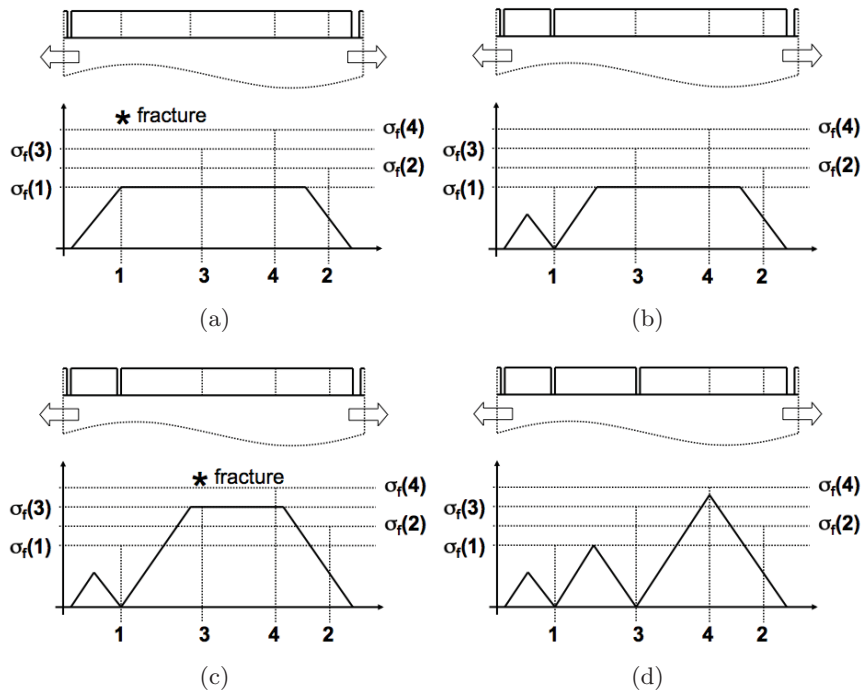 * fracture
σf(4)
σf(3)
σf(2)
σf(1)
1 3 4 2
(a)
σf(4)
σf(3)
σf(2)
σf(1)
1 3 4 2
(b)
* fracture
σf(4)
σf(3)
σf(2)
σf(1)
1 3 4 2
(c)
σf(4)
σf(3)
σf(2)
σf(1)
1 3 4 2
(d)